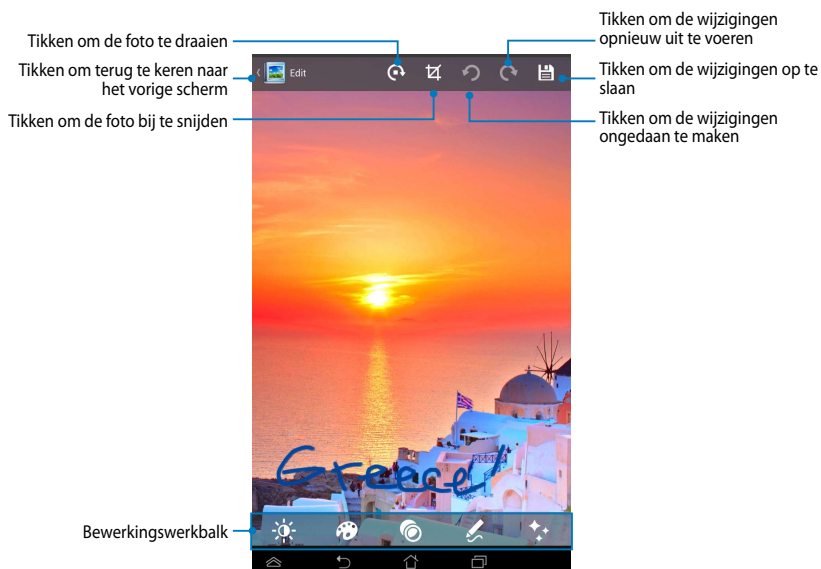 Tikken om de foto te draaien
Tikken om terug te keren naar
het vorige scherm
Tikken om de foto bij te snijden
Edit
Tikken om de wijzigingen
opnieuw uit te voeren
Tikken om de wijzigingen op te
slaan
Tikken om de wijzigingen
ongedaan te maken
Greece!
Bewerkingswerkbalk